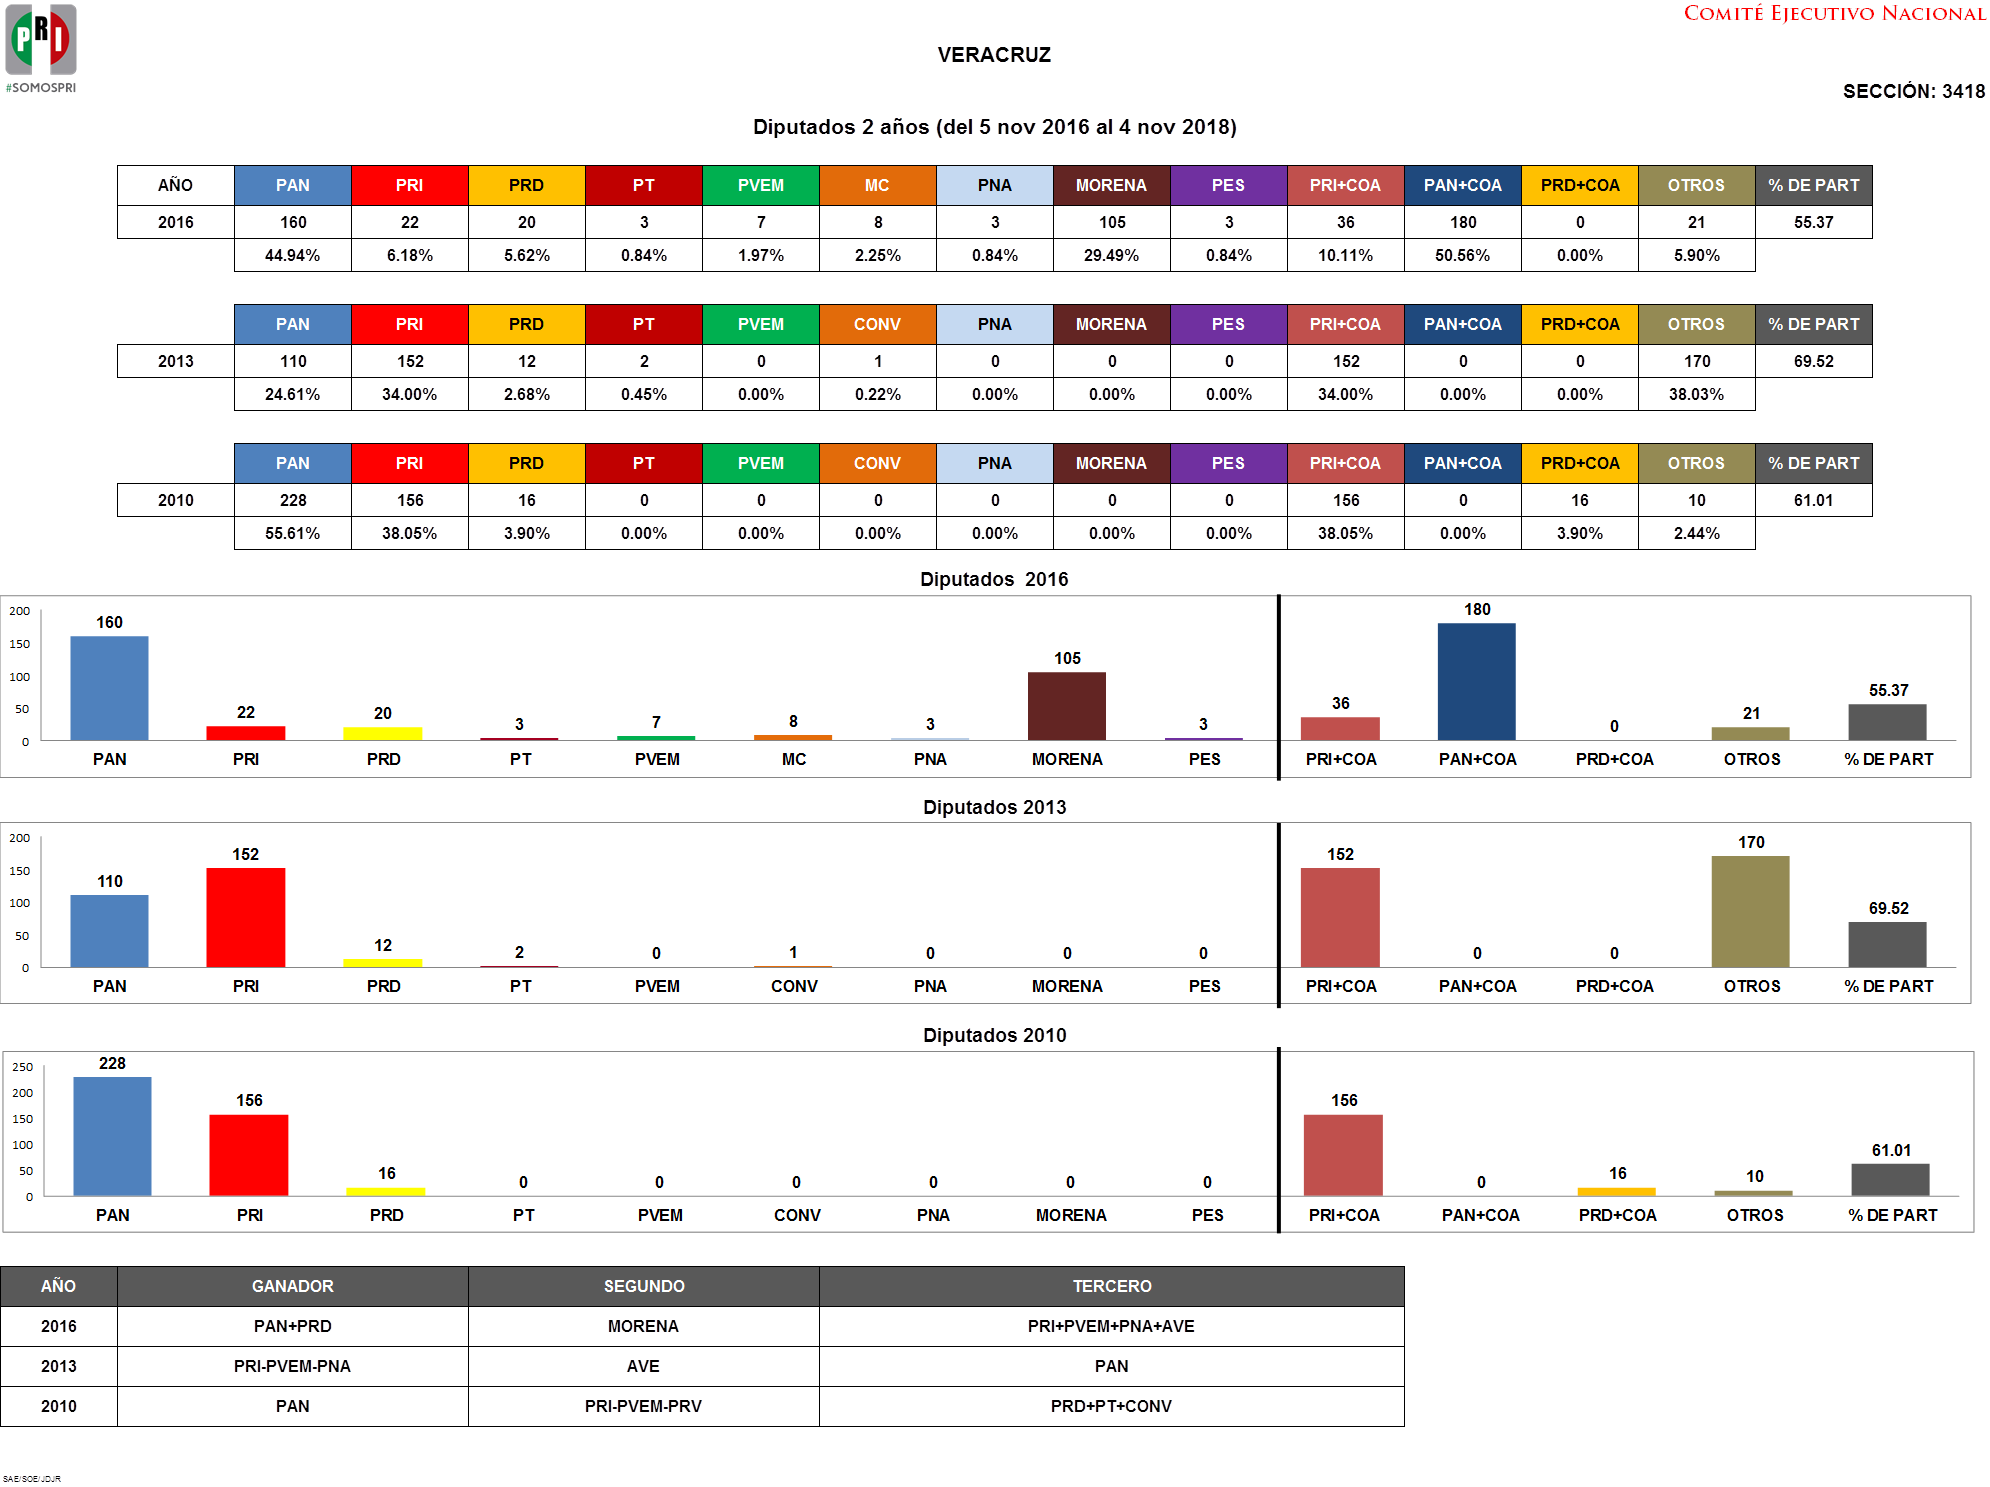 PRI
#SOMOSPRI
COMITÉ EJECUTIVO NACIONAL
VERACRUZ
SECCIÓN: 3418
Diputados 2 años (del 5 nov 2016 al 4 nov 2018)
AÑO PAN PRI PRD PT PVEM MC PNA MORENA PES PRI+COA PAN+COA PRD+COA OTROS % DE PART
2016 160 22 20 3 7 8 3 105 3 36 180 0 21 55.37
44.94% 6.18% 5.62% 0.84% 1.97% 2.25% 0.84% 29.49% 0.84% 10.11% 50.56% 0.00% 5.90%
PAN PRI PRD PT PVEM CONV PNA MORENA PES PRI+COA PAN+COA PRD+COA OTROS % DE PART
2013 110 152 12 2 0 1 0 0 0 152 0 0 170 69.52
24.61% 34.00% 2.68% 0.45% 0.00% 0.22% 0.00% 0.00% 0.00% 34.00% 0.00% 0.00% 38.03%
PAN PRI PRD PT PVEM CONV PNA MORENA PES PRI+COA PAN+COA PRD+COA OTROS % DE PART
2010 228 156 16 0 0 0 0 0 0 156 0 16 10 61.01
55.61% 38.05% 3.90% 0.00% 0.00% 0.00% 0.00% 0.00% 0.00% 38.05% 0.00% 3.90% 2.44%
Diputados 2016
200
150
100
50
0
160 22 20 3 7 8 3 105 3 36 180 0 21 55.37
PAN PRI PRD PT PVEM MC PNA MORENA PES PRI+COA PAN+COA PRD+COA OTROS % DE PART
Diputados 2013
200
150
100
50
0
110 152 12 2 0 1 0 0 0 152 0 0 170 69.52
PAN PRI PRD PT PVEM CONV PNA MORENA PES PRI+COA PAN+COA PRD+COA OTROS % DE PART
Diputados 2010
250
200
150
100
50
0
228 156 16 0 0 0 0 0 0 156 0 16 10 61.01
PAN PRI PRD PT PVEM CONV PNA MORENA PES PRI+COA PAN+COA PRD+COA OTROS % DE PART
AÑO GANADOR SEGUNDO TERCERO
2016 PAN+PRD MORENA PRI+PVEM+PNA+AVE
2013 PRI-PVEM-PNA AVE PAN
2010 PAN PRI-PVEM-PRV PRD+PT+CONV
SAE/SOE/JDJR